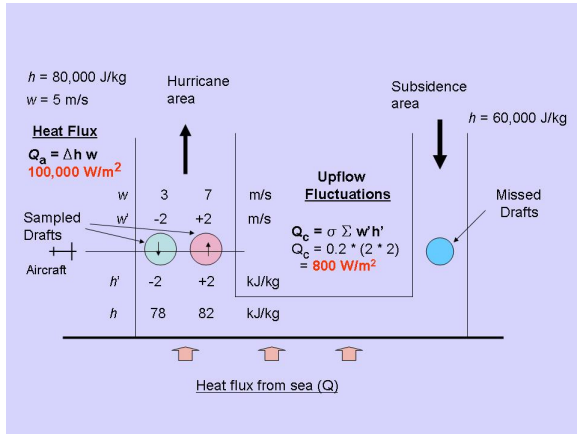 h = 80,000 J/kg
w = 5 m/s
Hurricane
area
Subsidence
area
h = 60,000 J/kg
Heat Flux
Qa = Δh w
100,000 W/m2
Upflow
Fluctuations
Qc = σ Σ w'h'
Qc = 0.2 * (2 * 2)
= 800 W/m2
w 3 7 m/s
w' -2 +2 m/s
Sampled
Drafts
Missed
Drafts
↓ ↑
Aircraft
h' -2 +2 kJ/kg
h 78 82 kJ/kg
Heat flux from sea (Q)